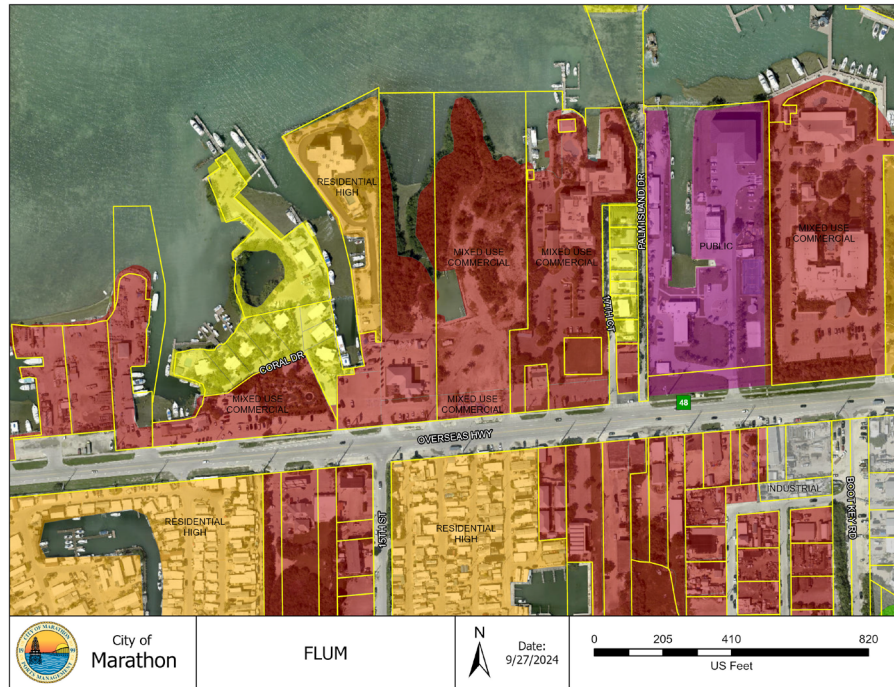 RESIDENTIAL
HIGH
MIXED USE
COMMERCIAL
MIXED USE
COMMERCIAL
PALM ISLAND DR
PUBLIC
MIXED USE
COMMERCIAL
17TH CT
CORAL DR
MIXED USE
COMMERCIAL
MIXED USE
COMMERCIAL
48
OVERSEAS HWY
RESIDENTIAL
HIGH
15TH ST
RESIDENTIAL
HIGH
INDUSTRIAL
BOOT KEY RD
CITY OF MARATHON
City of
Marathon
FLUM
N
Date:
9/27/2024
0 205 410 820
US Feet